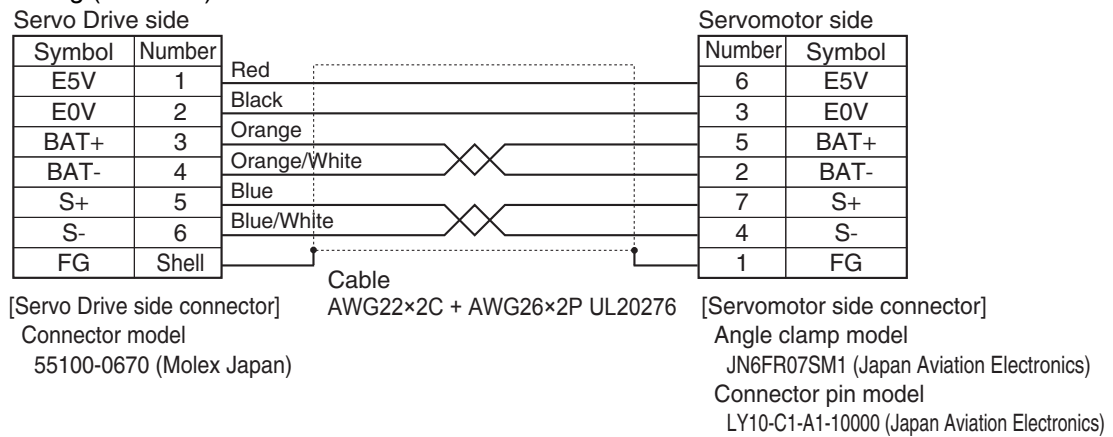 Servo Drive side
Servomotor side
Symbol Number
Number Symbol
E5V 1 Red 6 E5V
E0V 2 Black 3 E0V
BAT+ 3 Orange 5 BAT+
BAT- 4 Orange/White 2 BAT-
S+ 5 Blue 7 S+
S- 6 Blue/White 4 S-
FG Shell 1 FG
Cable
AWG22×2C + AWG26×2P UL20276
[Servo Drive side connector]
Connector model
55100-0670 (Molex Japan)
[Servomotor side connector]
Angle clamp model
JN6FR07SM1 (Japan Aviation Electronics)
Connector pin model
LY10-C1-A1-10000 (Japan Aviation Electronics)